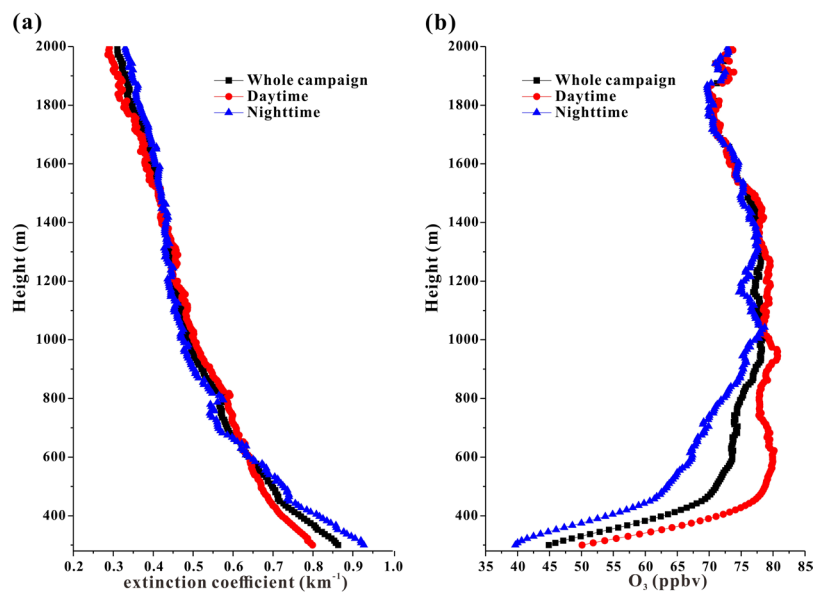 (a)
(b)
2000
1800
1600
1400
1200
1000
800
600
400
Height (m)
Whole campaign
Daytime
Nighttime
0.2 0.3 0.4 0.5 0.6 0.7 0.8 0.9 1.0
extinction coefficient (km⁻¹)
2000
1800
1600
1400
1200
1000
800
600
400
Height (m)
Whole campaign
Daytime
Nighttime
35 40 45 50 55 60 65 70 75 80 85
O₃ (ppbv)